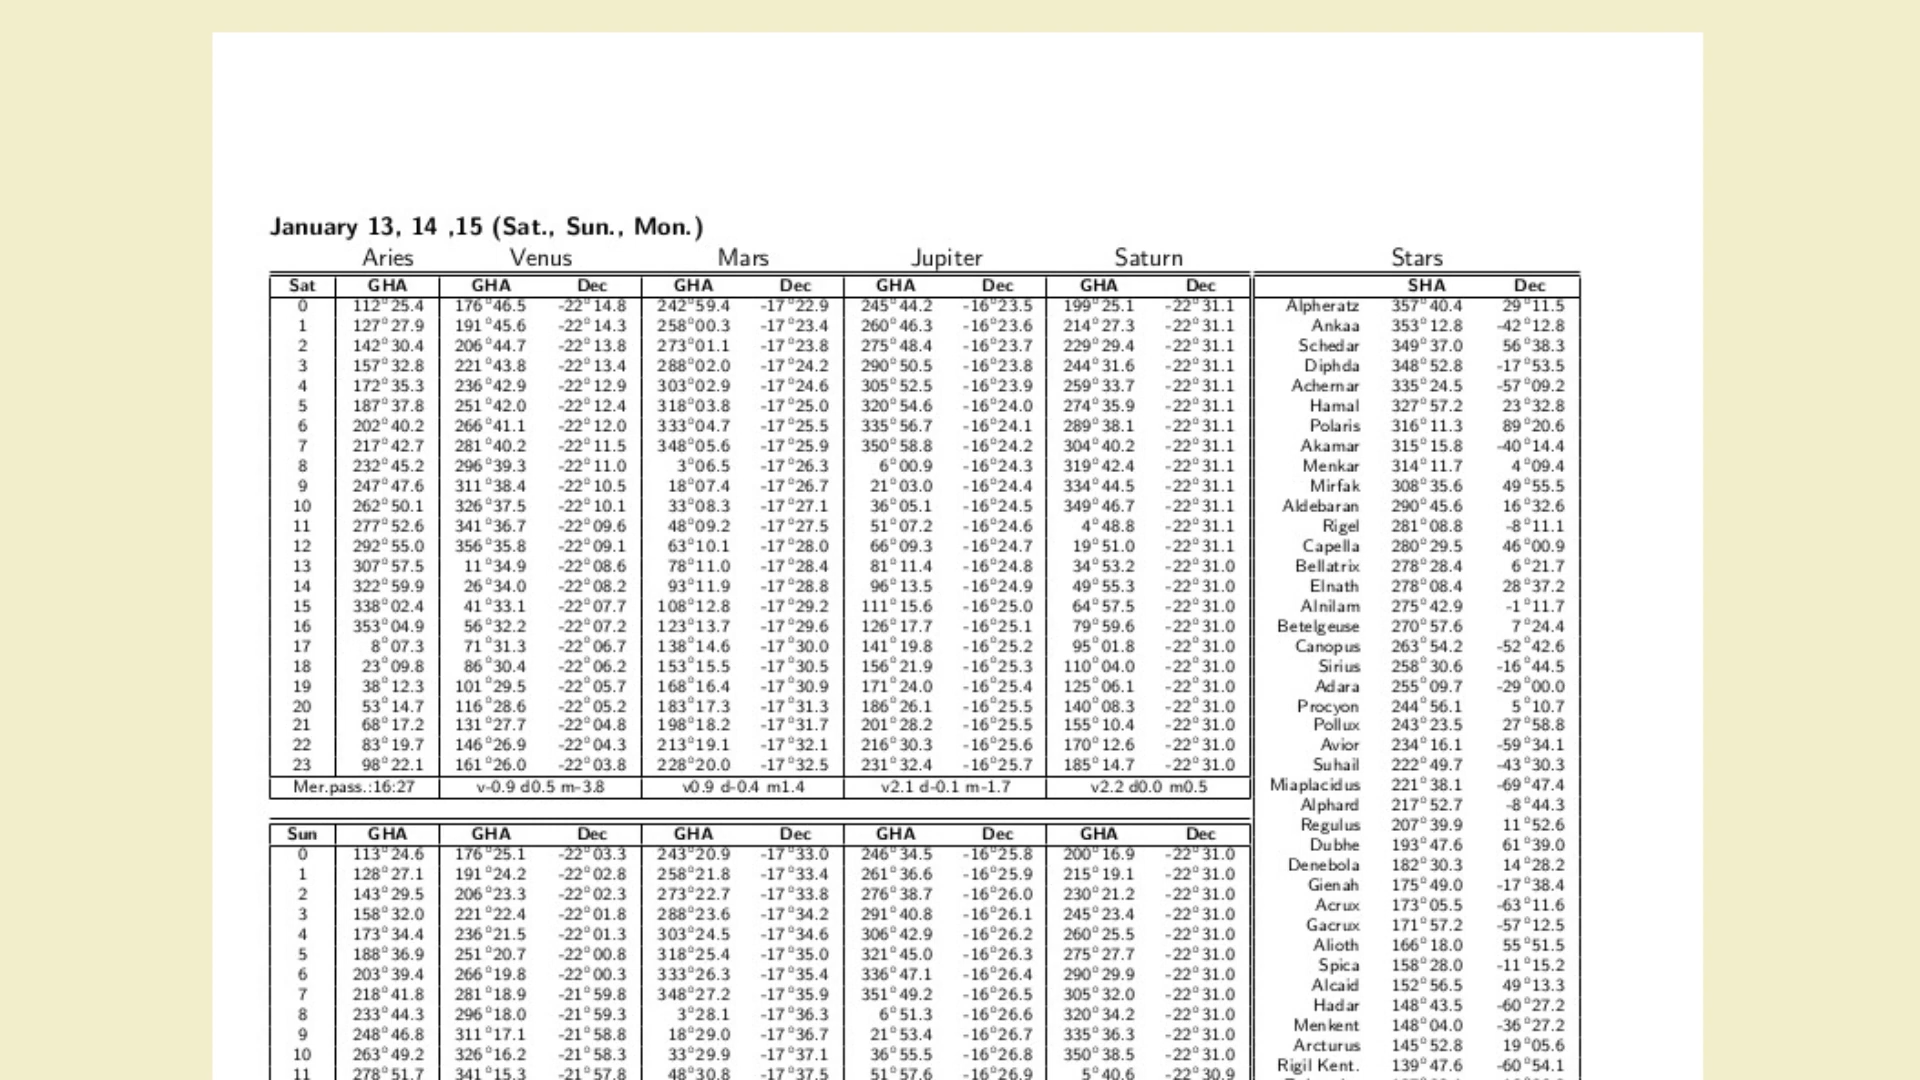 January 13, 14 ,15 (Sat., Sun., Mon.)
Aries Venus Mars Jupiter Saturn Stars
Sat GHA GHA Dec GHA Dec GHA Dec GHA Dec SHA Dec
0 112°25.4 176°46.5 -22°14.8 242°59.4 -17°22.9 245°44.2 -16°23.5 199°25.1 -22°31.1 Alpheratz 357°40.4 29°11.5
1 127°27.9 191°45.6 -22°14.3 258°00.3 -17°23.4 260°46.3 -16°23.6 214°27.3 -22°31.1 Ankaa 353°12.8 -42°12.8
2 142°30.4 206°44.7 -22°13.8 273°01.1 -17°23.8 275°48.4 -16°23.7 229°29.4 -22°31.1 Schedar 349°37.0 56°38.3
3 157°32.8 221°43.8 -22°13.4 288°02.0 -17°24.2 290°50.5 -16°23.8 244°31.6 -22°31.1 Diphda 348°52.8 -17°53.5
4 172°35.3 236°42.9 -22°12.9 303°02.9 -17°24.6 305°52.5 -16°23.9 259°33.7 -22°31.1 Achernar 335°24.5 -57°09.2
5 187°37.8 251°42.0 -22°12.4 318°03.8 -17°25.0 320°54.6 -16°24.0 274°35.9 -22°31.1 Hamal 327°57.2 23°32.8
6 202°40.2 266°41.1 -22°12.0 333°04.7 -17°25.5 335°56.7 -16°24.1 289°38.1 -22°31.1 Polaris 316°11.3 89°20.6
7 217°42.7 281°40.2 -22°11.5 348°05.6 -17°25.9 350°58.8 -16°24.2 304°40.2 -22°31.1 Akamar 315°15.8 -40°14.4
8 232°45.2 296°39.3 -22°11.0 3°06.5 -17°26.3 6°00.9 -16°24.3 319°42.4 -22°31.1 Menkar 314°11.7 4°09.4
9 247°47.6 311°38.4 -22°10.5 18°07.4 -17°26.7 21°03.0 -16°24.4 334°44.5 -22°31.1 Mirfak 308°35.6 49°55.5
10 262°50.1 326°37.5 -22°10.1 33°08.3 -17°27.1 36°05.1 -16°24.5 349°46.7 -22°31.1 Aldebaran 290°45.6 16°32.6
11 277°52.6 341°36.7 -22°09.6 48°09.2 -17°27.5 51°07.2 -16°24.6 4°48.8 -22°31.1 Rigel 281°08.8 -8°11.1
12 292°55.0 356°35.8 -22°09.1 63°10.1 -17°28.0 66°09.3 -16°24.7 19°51.0 -22°31.1 Capella 280°29.5 46°00.9
13 307°57.5 11°34.9 -22°08.6 78°11.0 -17°28.4 81°11.4 -16°24.8 34°53.2 -22°31.0 Bellatrix 278°28.4 6°21.7
14 322°59.9 26°34.0 -22°08.2 93°11.9 -17°28.8 96°13.5 -16°24.9 49°55.3 -22°31.0 Elnath 278°08.4 28°37.2
15 338°02.4 41°33.1 -22°07.7 108°12.8 -17°29.2 111°15.6 -16°25.0 64°57.5 -22°31.0 Alnilam 275°42.9 -1°11.7
16 353°04.9 56°32.2 -22°07.2 123°13.7 -17°29.6 126°17.7 -16°25.1 79°59.6 -22°31.0 Betelgeuse 270°57.6 7°24.4
17 8°07.3 71°31.3 -22°06.7 138°14.6 -17°30.0 141°19.8 -16°25.2 95°01.8 -22°31.0 Canopus 263°54.2 -52°42.6
18 23°09.8 86°30.4 -22°06.2 153°15.5 -17°30.5 156°21.9 -16°25.3 110°04.0 -22°31.0 Sirius 258°30.6 -16°44.5
19 38°12.3 101°29.5 -22°05.7 168°16.4 -17°30.9 171°24.0 -16°25.4 125°06.1 -22°31.0 Adara 255°09.7 -29°00.0
20 53°14.7 116°28.6 -22°05.2 183°17.3 -17°31.3 186°26.1 -16°25.5 140°08.3 -22°31.0 Procyon 244°56.1 5°10.7
21 68°17.2 131°27.7 -22°04.8 198°18.2 -17°31.7 201°28.2 -16°25.5 155°10.4 -22°31.0 Pollux 243°23.5 27°58.8
22 83°19.7 146°26.9 -22°04.3 213°19.1 -17°32.1 216°30.3 -16°25.6 170°12.6 -22°31.0 Avior 234°16.1 -59°34.1
23 98°22.1 161°26.0 -22°03.8 228°20.0 -17°32.5 231°32.4 -16°25.7 185°14.7 -22°31.0 Suhail 222°49.7 -43°30.3
Mer.pass.:16:27 v-0.9 d0.5 m-3.8 v0.9 d-0.4 m1.4 v2.1 d-0.1 m-1.7 v2.2 d0.0 m0.5 Miaplacidus 221°38.1 -69°47.4
Alphard 217°52.7 -8°44.3
Sun GHA GHA Dec GHA Dec GHA Dec GHA Dec Regulus 207°39.9 11°52.6
0 113°24.6 176°25.1 -22°03.3 243°20.9 -17°33.0 246°34.5 -16°25.8 200°16.9 -22°31.0 Dubhe 193°47.6 61°39.0
1 128°27.1 191°24.2 -22°02.8 258°21.8 -17°33.4 261°36.6 -16°25.9 215°19.1 -22°31.0 Denebola 182°30.3 14°28.2
2 143°29.5 206°23.3 -22°02.3 273°22.7 -17°33.8 276°38.7 -16°26.0 230°21.2 -22°31.0 Gienah 175°49.0 -17°38.4
3 158°32.0 221°22.4 -22°01.8 288°23.6 -17°34.2 291°40.8 -16°26.1 245°23.4 -22°31.0 Acrux 173°05.5 -63°11.6
4 173°34.4 236°21.5 -22°01.3 303°24.5 -17°34.6 306°42.9 -16°26.2 260°25.5 -22°31.0 Gacrux 171°57.2 -57°12.5
5 188°36.9 251°20.7 -22°00.8 318°25.4 -17°35.0 321°45.0 -16°26.3 275°27.7 -22°31.0 Alioth 166°18.0 55°51.5
6 203°39.4 266°19.8 -22°00.3 333°26.3 -17°35.4 336°47.1 -16°26.4 290°29.9 -22°31.0 Spica 158°28.0 -11°15.2
7 218°41.8 281°18.9 -21°59.8 348°27.2 -17°35.9 351°49.2 -16°26.5 305°32.0 -22°31.0 Alcaid 152°56.5 49°13.3
8 233°44.3 296°18.0 -21°59.3 3°28.1 -17°36.3 6°51.3 -16°26.6 320°34.2 -22°31.0 Hadar 148°43.5 -60°27.2
9 248°46.8 311°17.1 -21°58.8 18°29.0 -17°36.7 21°53.4 -16°26.7 335°36.3 -22°31.0 Menkent 148°04.0 -36°27.2
10 263°49.2 326°16.2 -21°58.3 33°29.9 -17°37.1 36°55.5 -16°26.8 350°38.5 -22°31.0 Arcturus 145°52.8 19°05.6
11 278°51.7 341°15.3 -21°57.8 48°30.8 -17°37.5 51°57.6 -16°26.9 5°40.6 -22°30.9 Rigil Kent. 139°47.6 -60°54.1